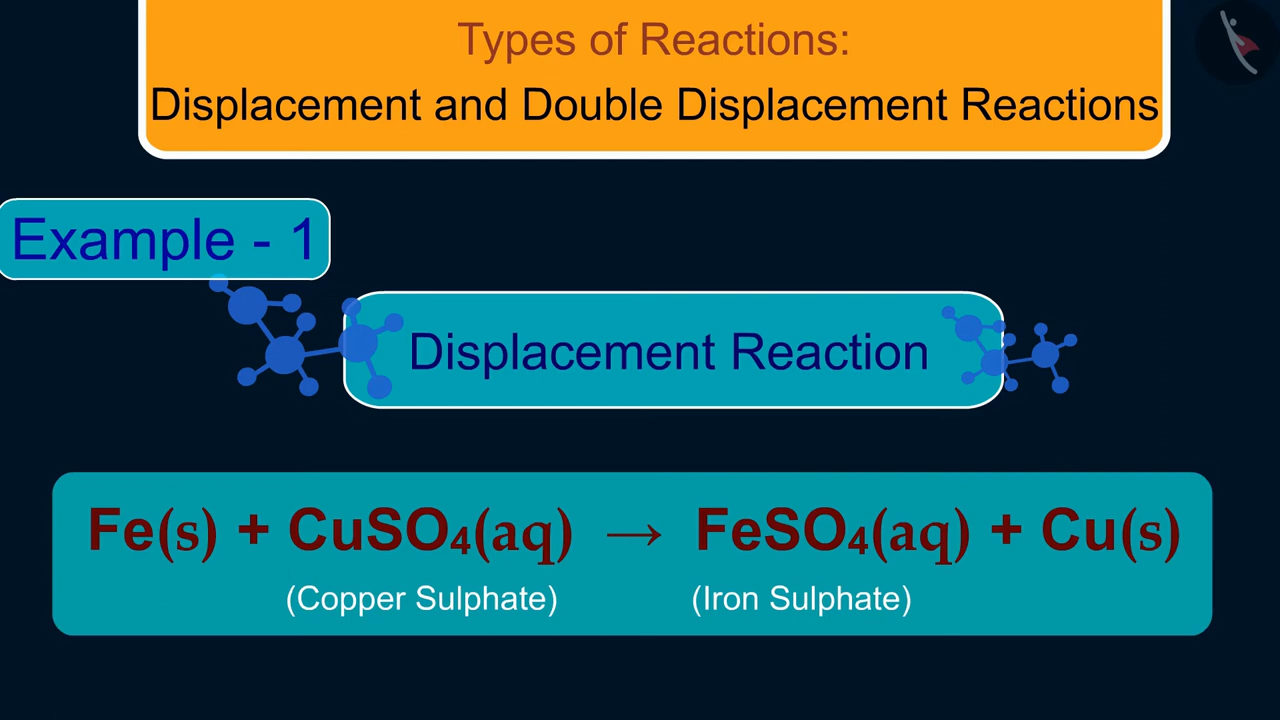 Types of Reactions:
Displacement and Double Displacement Reactions
Example - 1
Displacement Reaction
Fe(s) + CuSO₄(aq) → FeSO₄(aq) + Cu(s)
(Copper Sulphate) (Iron Sulphate)